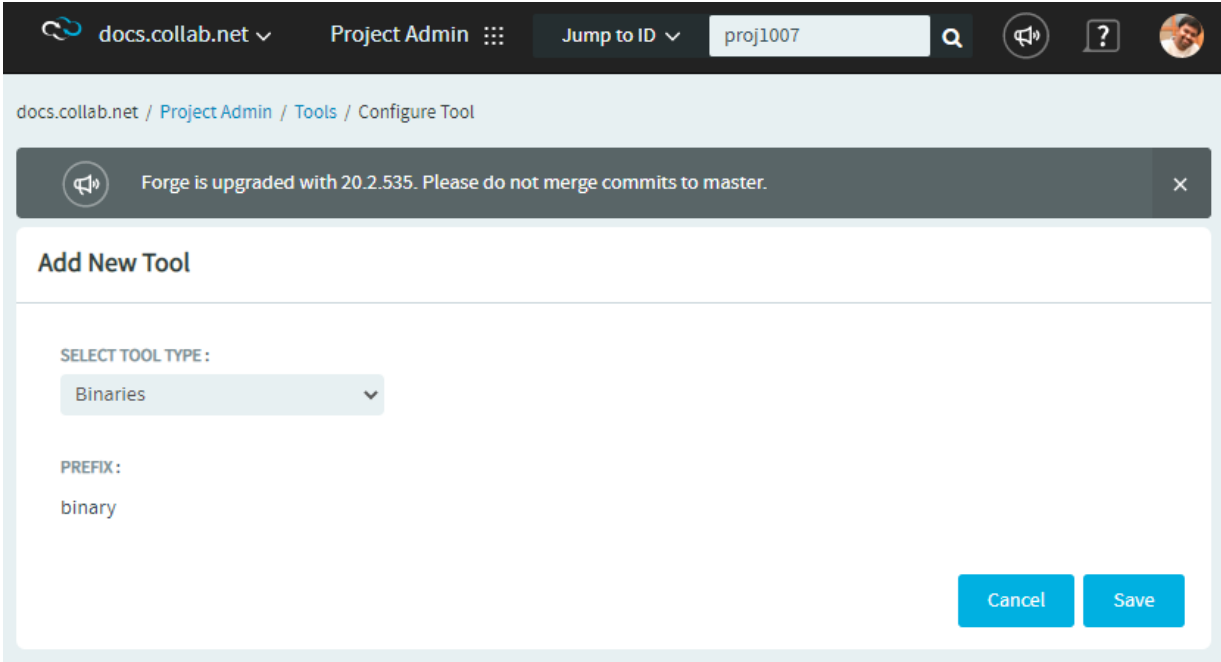 docs.collab.net Project Admin Jump to ID proj1007 ?
docs.collab.net / Project Admin / Tools / Configure Tool
Forge is upgraded with 20.2.535. Please do not merge commits to master.
Add New Tool
SELECT TOOL TYPE :
Binaries
PREFIX :
binary
Cancel Save